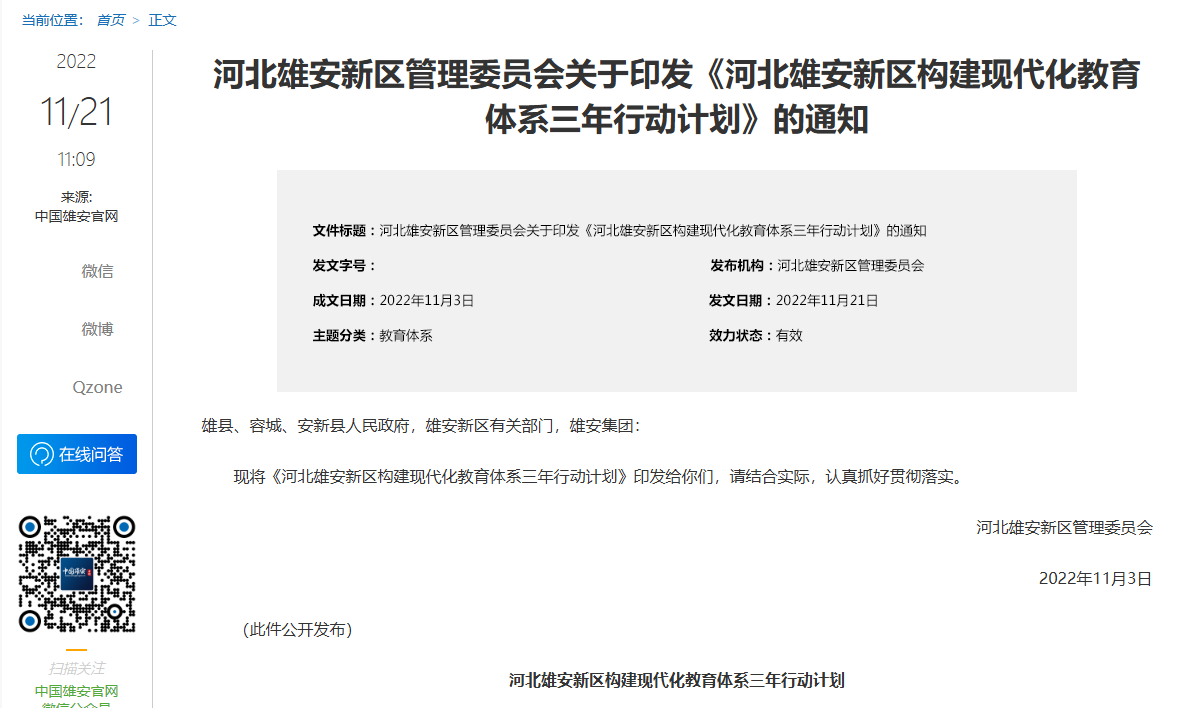 当前位置： 首页 > 正文
2022
11/21
11:09
来源:
中国雄安官网
微信
微博
Qzone
在线问答
中国雄安
扫描关注
中国雄安官网
微信公众号
河北雄安新区管理委员会关于印发《河北雄安新区构建现代化教育
体系三年行动计划》的通知
文件标题：河北雄安新区管理委员会关于印发《河北雄安新区构建现代化教育体系三年行动计划》的通知
发文字号： 发布机构：河北雄安新区管理委员会
成文日期：2022年11月3日 发文日期：2022年11月21日
主题分类：教育体系 效力状态：有效
雄县、容城、安新县人民政府，雄安新区有关部门，雄安集团：
现将《河北雄安新区构建现代化教育体系三年行动计划》印发给你们，请结合实际，认真抓好贯彻落实。
河北雄安新区管理委员会
2022年11月3日
（此件公开发布）
河北雄安新区构建现代化教育体系三年行动计划